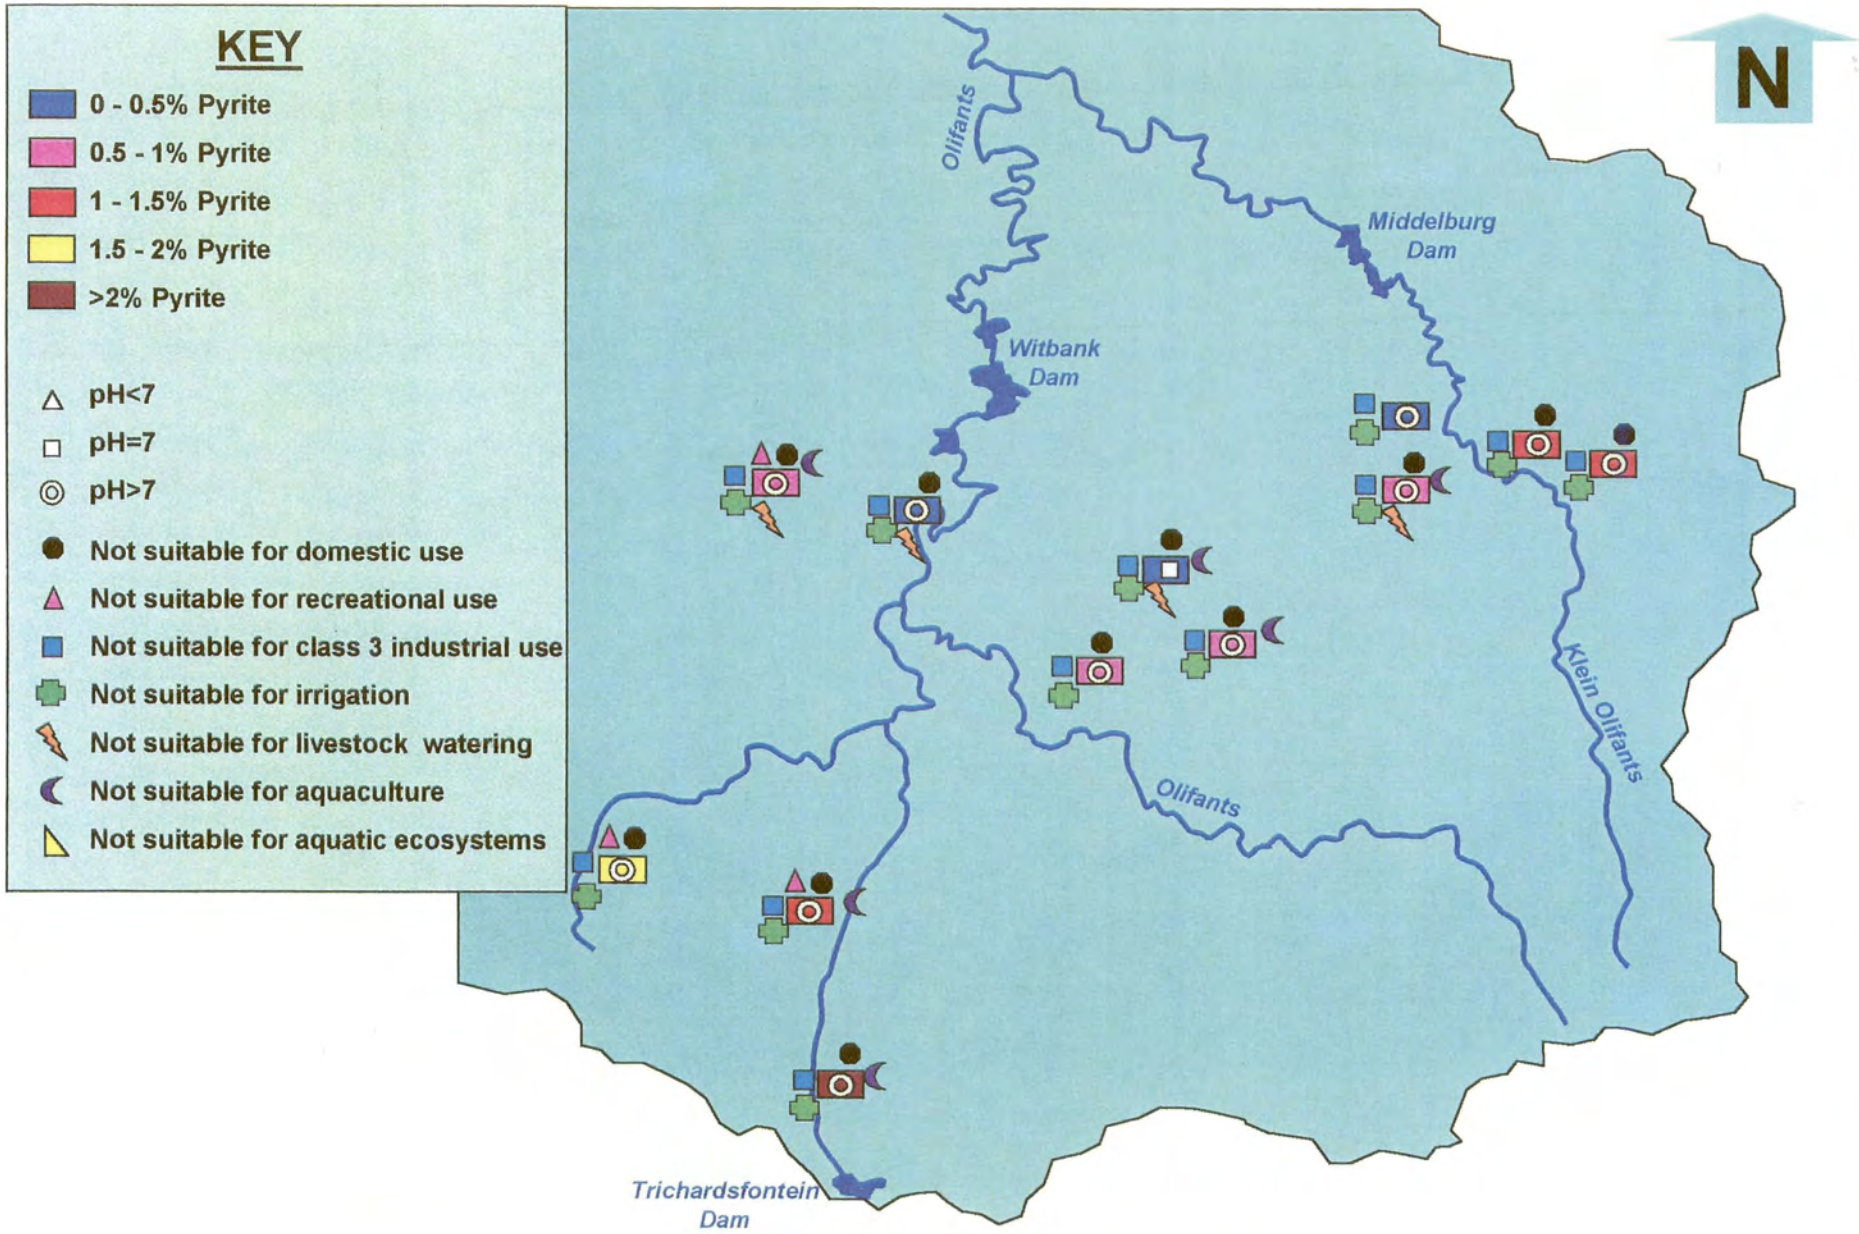 KEY
0 - 0.5% Pyrite
0.5 - 1% Pyrite
1 - 1.5% Pyrite
1.5 - 2% Pyrite
>2% Pyrite
pH<7
pH=7
pH>7
Not suitable for domestic use
Not suitable for recreational use
Not suitable for class 3 industrial use
Not suitable for irrigation
Not suitable for livestock watering
Not suitable for aquaculture
Not suitable for aquatic ecosystems
N
Olifants
Middelburg
Dam
Witbank
Dam
Klein Olifants
Olifants
Trichardsfontein
Dam